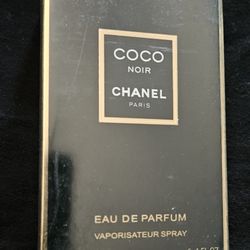 COCO
NOIR
CHANEL
PARIS
EAU DE PARFUM
VAPORISATEUR SPRAY